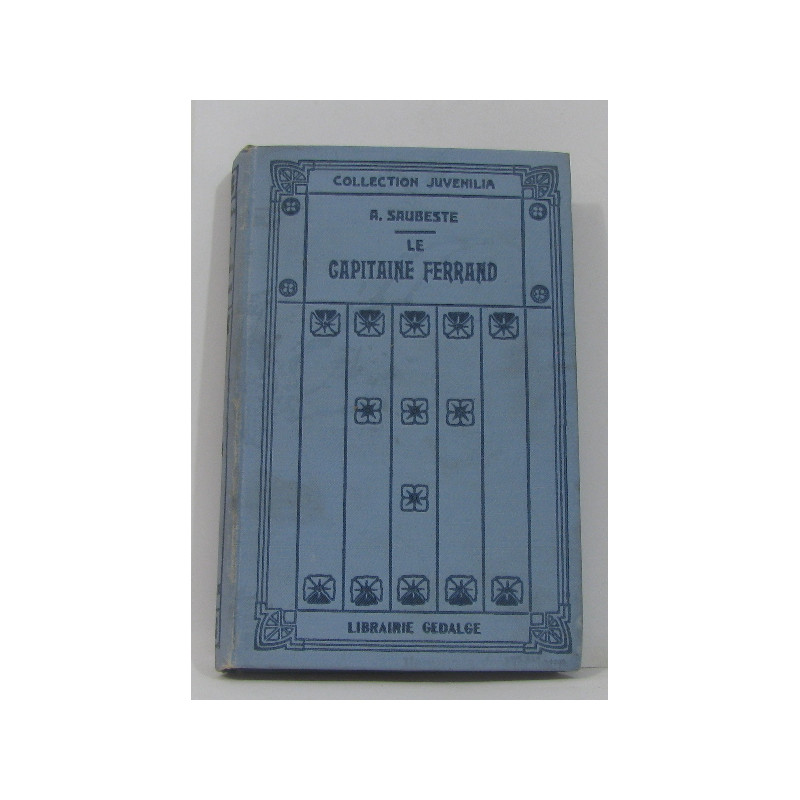 COLLECTION JUVENILIA
A. SAUBESTE
LE
CAPITAINE FERRAND
LIBRAIRIE GEDALGE